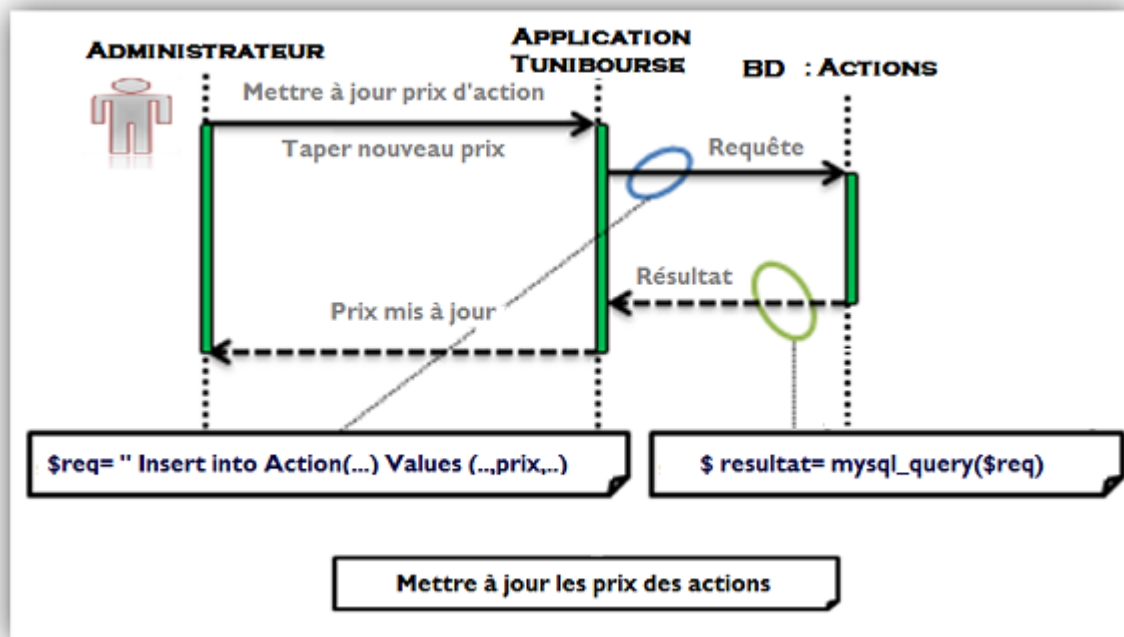 ADMINISTRATEUR
APPLICATION
TUNIBOURSE
BD : ACTIONS
Mettre à jour prix d'action
Taper nouveau prix
Requête
Résultat
Prix mis à jour
$req= " Insert into Action(...) Values (..,prix,..)
$ resultat= mysql_query($req)
Mettre à jour les prix des actions